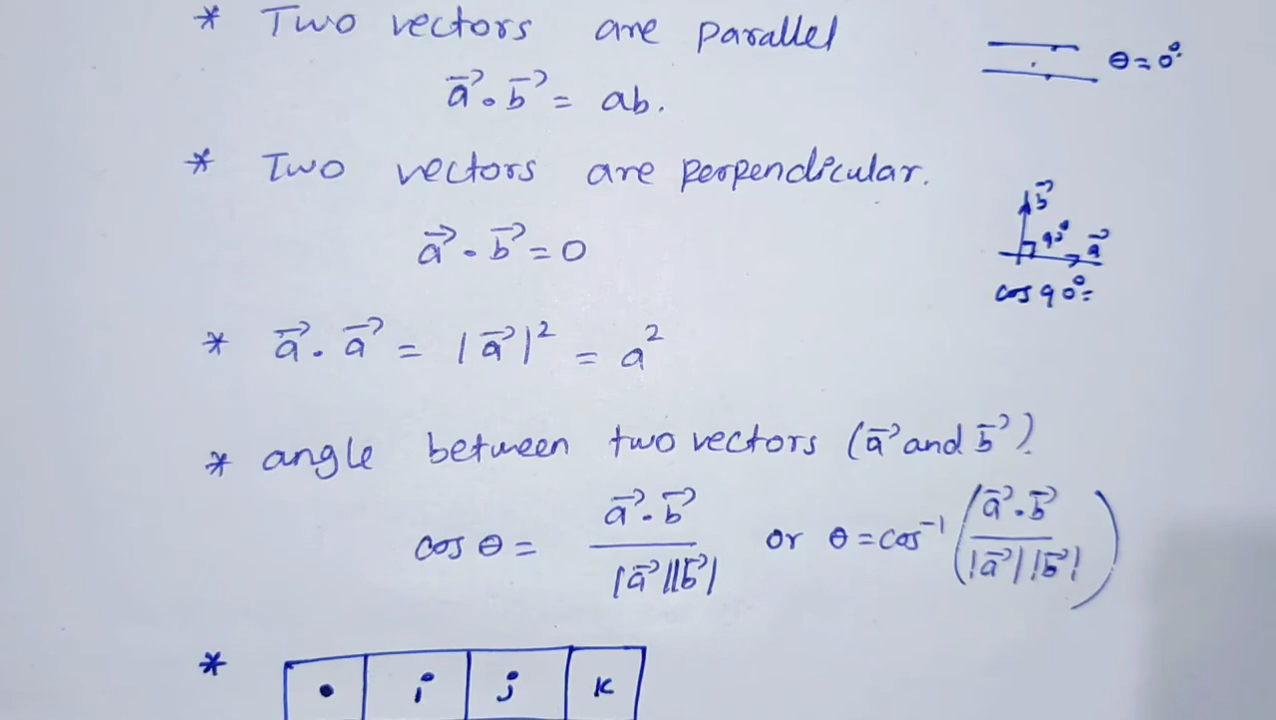 * Two vectors are parallel
θ = 0°.
a⃗ . b⃗ = ab.
* Two vectors are perpendicular.
b⃗
90° a⃗
a⃗ . b⃗ = 0
cos 90° =
* a⃗ . a⃗ = |a⃗|² = a²
* angle between two vectors (a⃗ and b⃗)
cos θ = a⃗ . b⃗ / |a⃗||b⃗| or θ = cos⁻¹ (a⃗ . b⃗ / |a⃗||b⃗|)
* • i j k